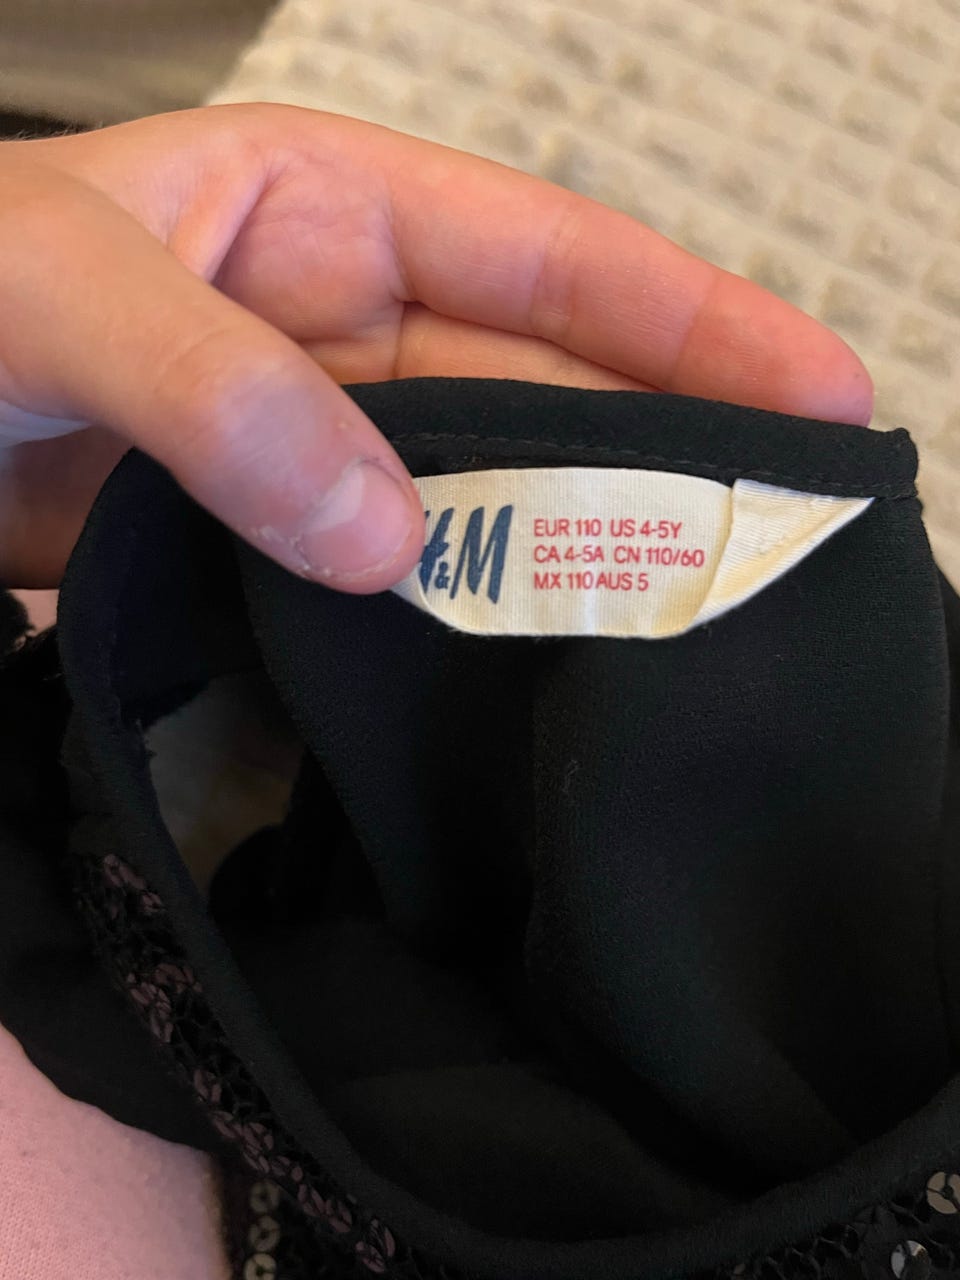 H&M
EUR 110 US 4-5Y
CA 4-5A CN 110/60
MX 110 AUS 5